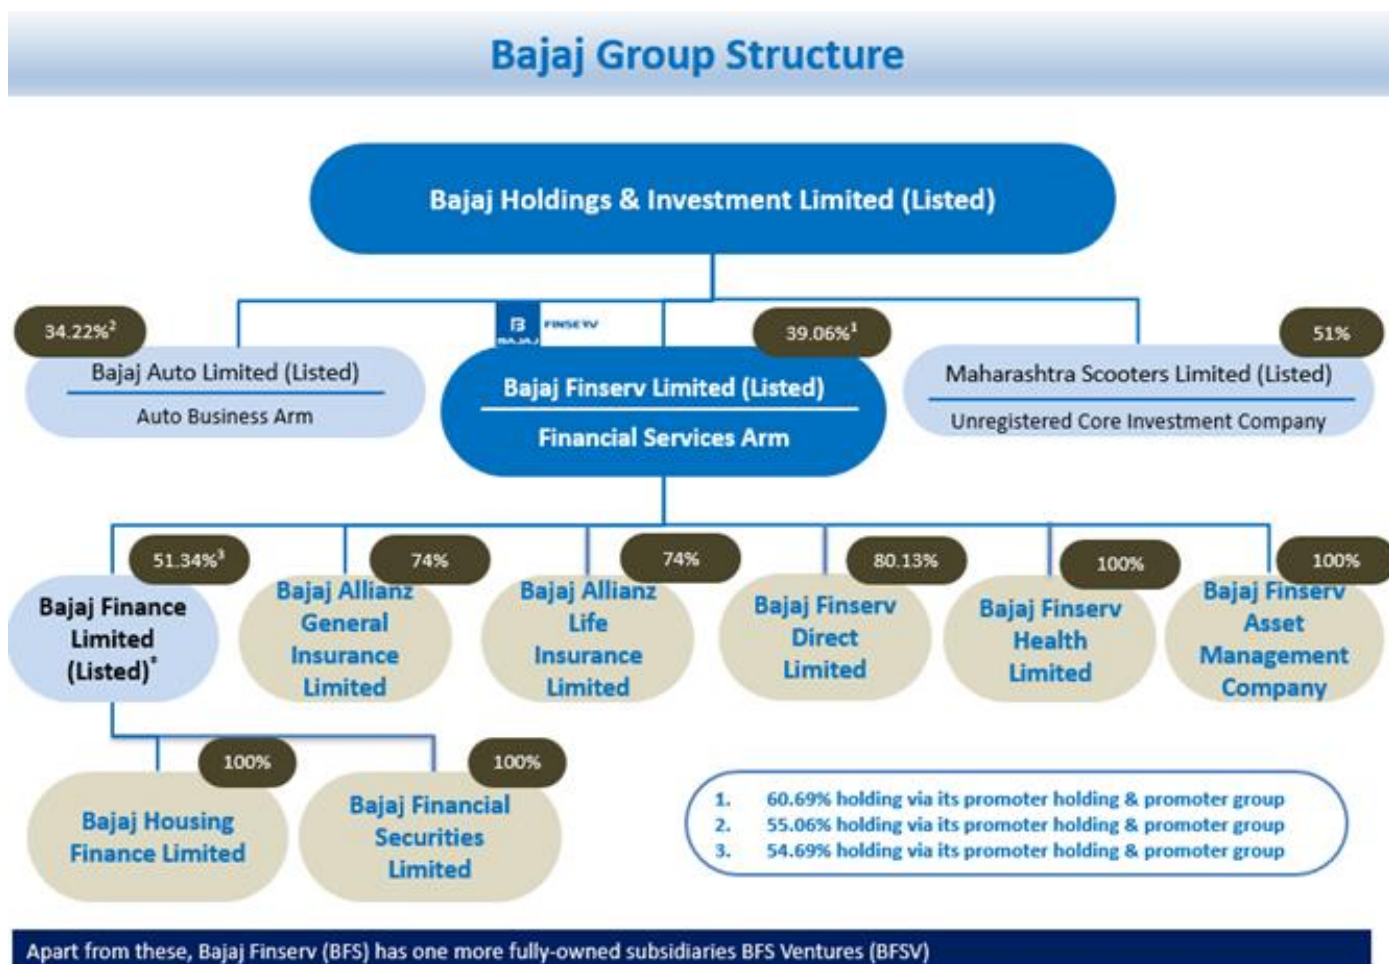 Bajaj Group Structure
Bajaj Holdings & Investment Limited (Listed)
34.22%²
Bajaj Auto Limited (Listed)
Auto Business Arm
B
BAJAJ
FINSERV
39.06%¹
Bajaj Finserv Limited (Listed)
Financial Services Arm
51%
Maharashtra Scooters Limited (Listed)
Unregistered Core Investment Company
51.34%³
Bajaj Finance
Limited
(Listed)*
74%
Bajaj Allianz
General
Insurance
Limited
74%
Bajaj Allianz
Life
Insurance
Limited
80.13%
Bajaj Finserv
Direct
Limited
100%
Bajaj Finserv
Health
Limited
100%
Bajaj Finserv
Asset
Management
Company
100%
Bajaj Housing
Finance Limited
100%
Bajaj Financial
Securities
Limited
1. 60.69% holding via its promoter holding & promoter group
2. 55.06% holding via its promoter holding & promoter group
3. 54.69% holding via its promoter holding & promoter group
Apart from these, Bajaj Finserv (BFS) has one more fully-owned subsidiaries BFS Ventures (BFSV)